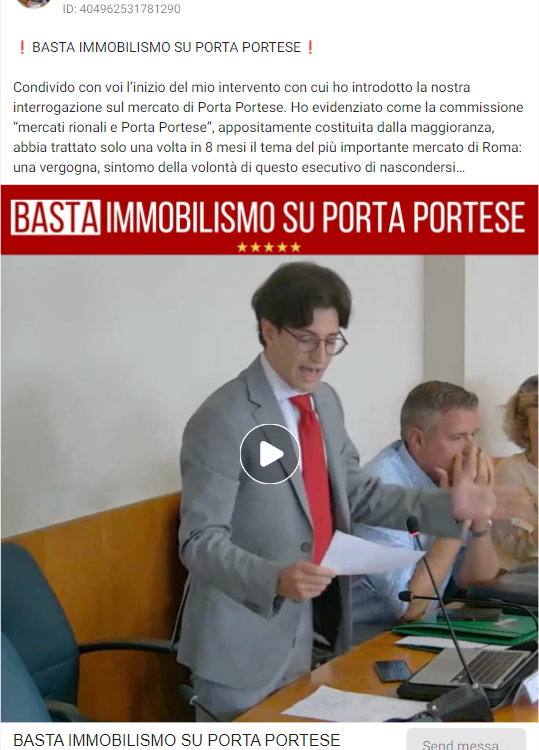 ID: 404962531781290
❗ BASTA IMMOBILISMO SU PORTA PORTESE ❗
Condivido con voi l’inizio del mio intervento con cui ho introdotto la nostra
interrogazione sul mercato di Porta Portese. Ho evidenziato come la commissione
“mercati rionali e Porta Portese”, appositamente costituita dalla maggioranza,
abbia trattato solo una volta in 8 mesi il tema del più importante mercato di Roma:
una vergogna, sintomo della volontà di questo esecutivo di nascondersi...
BASTA IMMOBILISMO SU PORTA PORTESE
BASTA IMMOBILISMO SU PORTA PORTESE
Send messa...